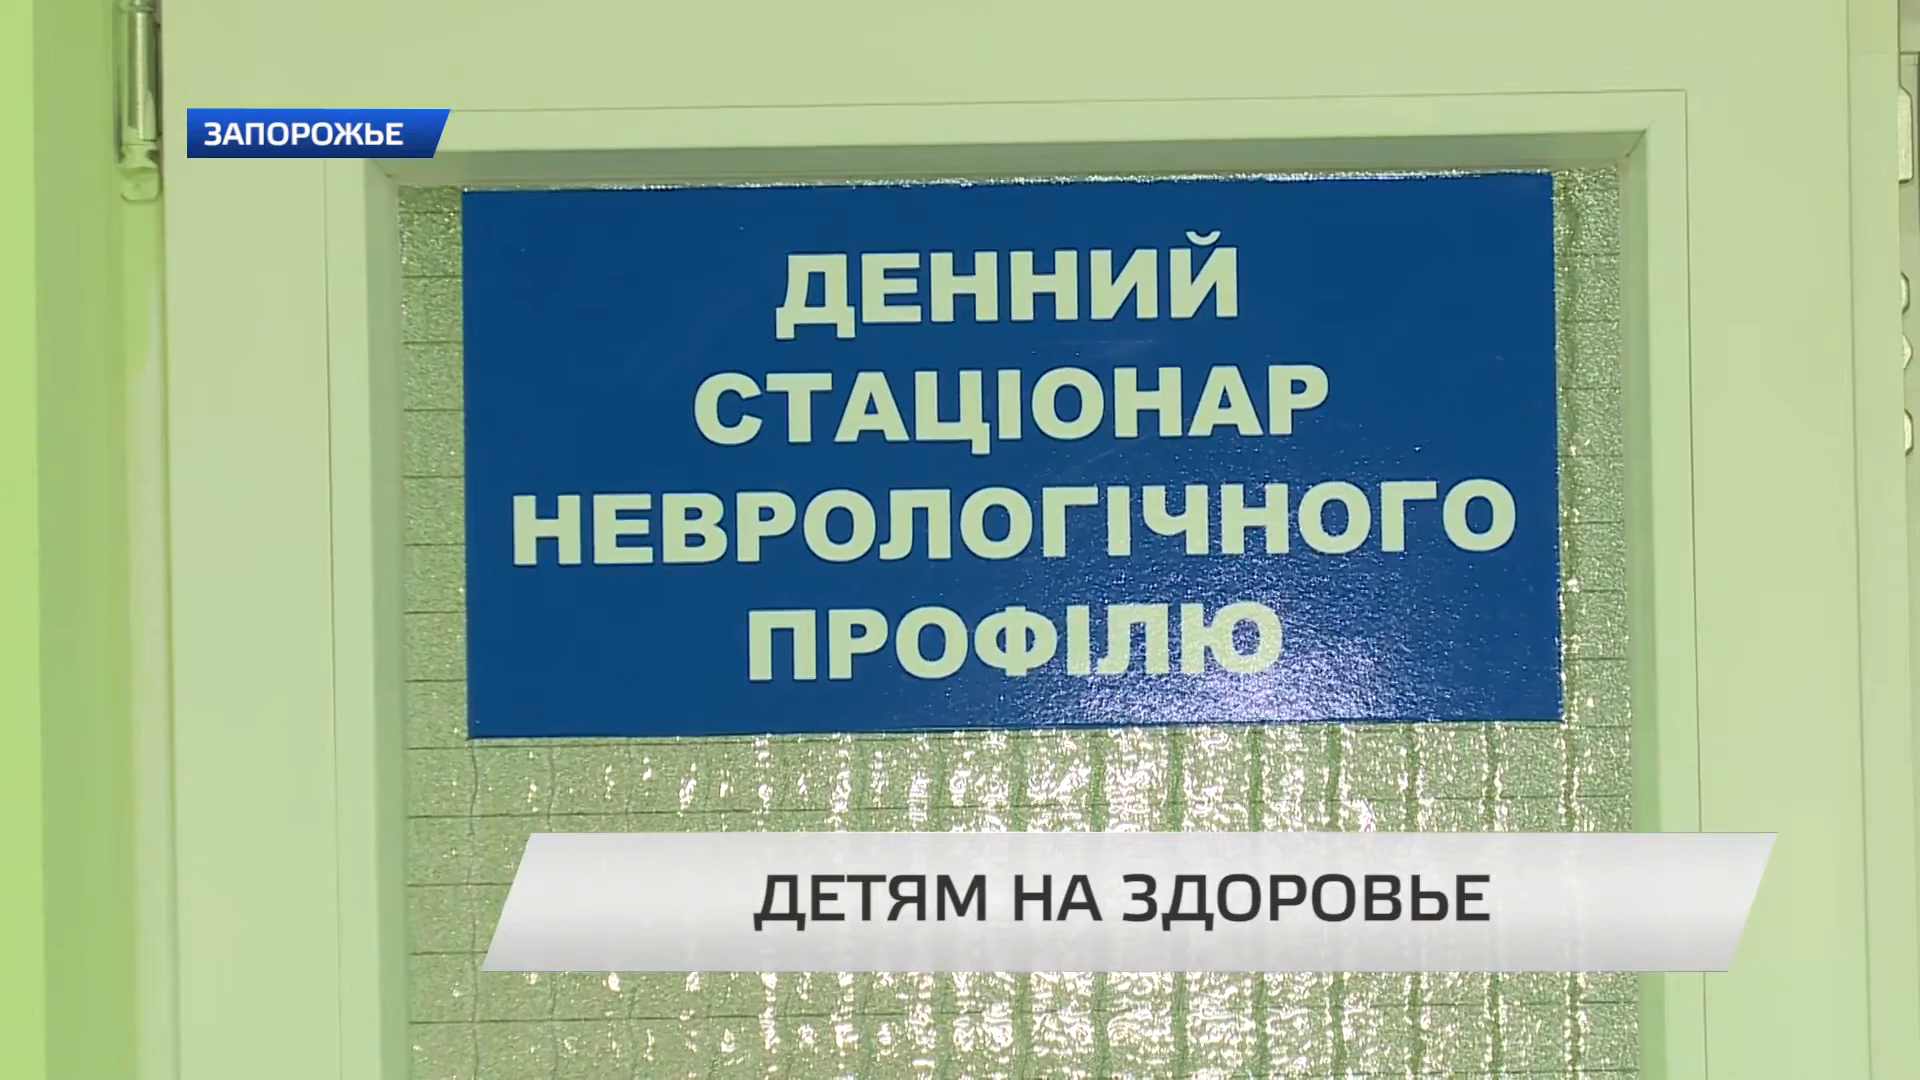 ЗАПОРОЖЬЕ
ДЕННИЙ
СТАЦІОНАР
НЕВРОЛОГІЧНОГО
ПРОФІЛЮ
ДЕТЯМ НА ЗДОРОВЬЕ